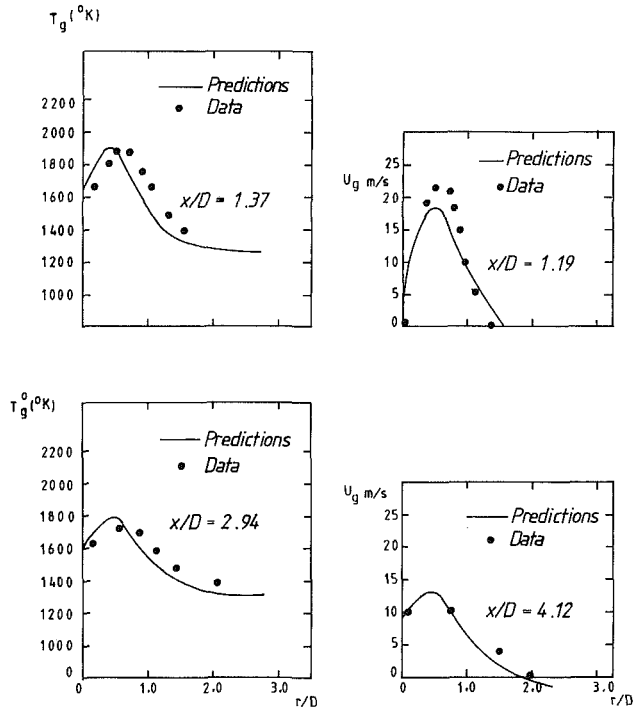 Tg (°K)
2200
2000
1800
1600
1400
1200
1000
Predictions
Data
x/D = 1.37
25
20
15
10
5
0
Ug m/s
Predictions
Data
x/D = 1.19
Tg° (°K)
2200
2000
1800
1600
1400
1200
1000
80
0
1.0
2.0
3.0
r/D
Predictions
Data
x/D = 2.94
Ug m/s
25
20
15
10
5
0
0
1.0
2.0
3.0
r/D
Predictions
Data
x/D = 4.12